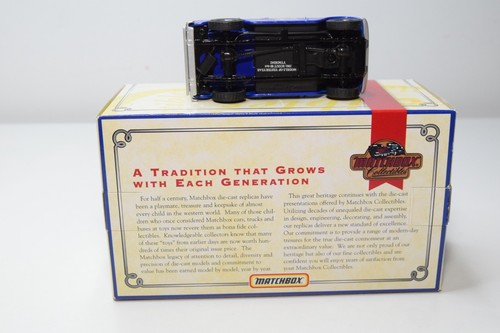 MATCHBOX
Collectibles
A TRADITION THAT GROWS
WITH EACH GENERATION
For half a century, Matchbox die-cast replicas have
been a playmate, treasure and keepsake of almost
every child in the western world. Many of those dull
days who once considered Matchbox cars, trucks and
buses as toys now resent them as bona fide col-
lectibles. Knowledgeable collectors know that many
of these "toys" from earlier days are now worth hun-
dreds of times their original issue price. The
Matchbox legacy of attention to detail, diversity and
precision of die-cast models and commitment to
value has been earned model by model, year by year.
This great heritage continues with the die-cast
presentations offered by Matchbox Collectibles.
Utilizing decades of unequaled die-cast expertise
in design, engineering, decorating, and assembly,
our replicas deliver a new standard of excellence.
Our commitment is to provide a range of modern-day
treasures for the true die-cast connoisseur at an
extraordinary value. We are not only proud of our
heritage but also of our fine collectibles and are
confident you will enjoy years of satisfaction from
your Matchbox Collectibles.
MATCHBOX